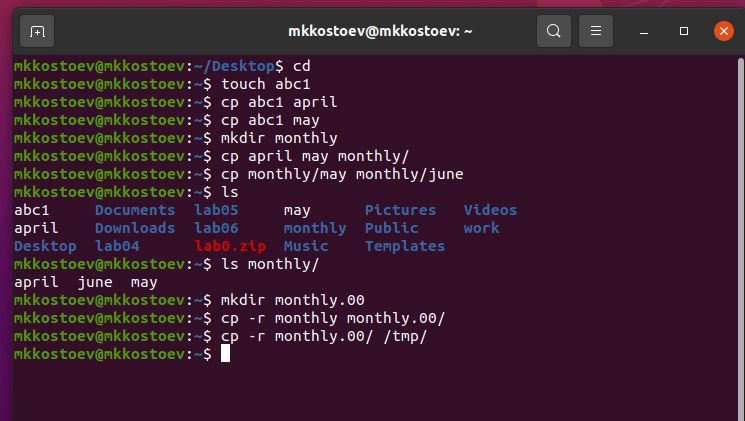 mkkostoev@mkkostoev: ~
mkkostoev@mkkostoev:~/Desktop$ cd
mkkostoev@mkkostoev:~$ touch abc1
mkkostoev@mkkostoev:~$ cp abc1 april
mkkostoev@mkkostoev:~$ cp abc1 may
mkkostoev@mkkostoev:~$ mkdir monthly
mkkostoev@mkkostoev:~$ cp april may monthly/
mkkostoev@mkkostoev:~$ cp monthly/may monthly/june
mkkostoev@mkkostoev:~$ ls
abc1     Documents  lab05     may      Pictures   Videos
april    Downloads  lab06     monthly  Public     work
Desktop  lab04      lab0.zip  Music    Templates
mkkostoev@mkkostoev:~$ ls monthly/
april  june  may
mkkostoev@mkkostoev:~$ mkdir monthly.00
mkkostoev@mkkostoev:~$ cp -r monthly monthly.00/
mkkostoev@mkkostoev:~$ cp -r monthly.00/ /tmp/
mkkostoev@mkkostoev:~$